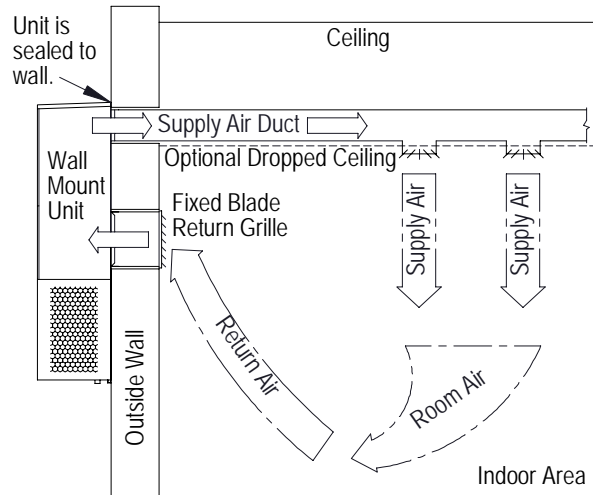 Unit is
sealed to
wall.
Ceiling
Supply Air Duct
Optional Dropped Ceiling
Wall
Mount
Unit
Fixed Blade
Return Grille
Supply Air
Supply Air
Return Air
Room Air
Outside Wall
Indoor Area